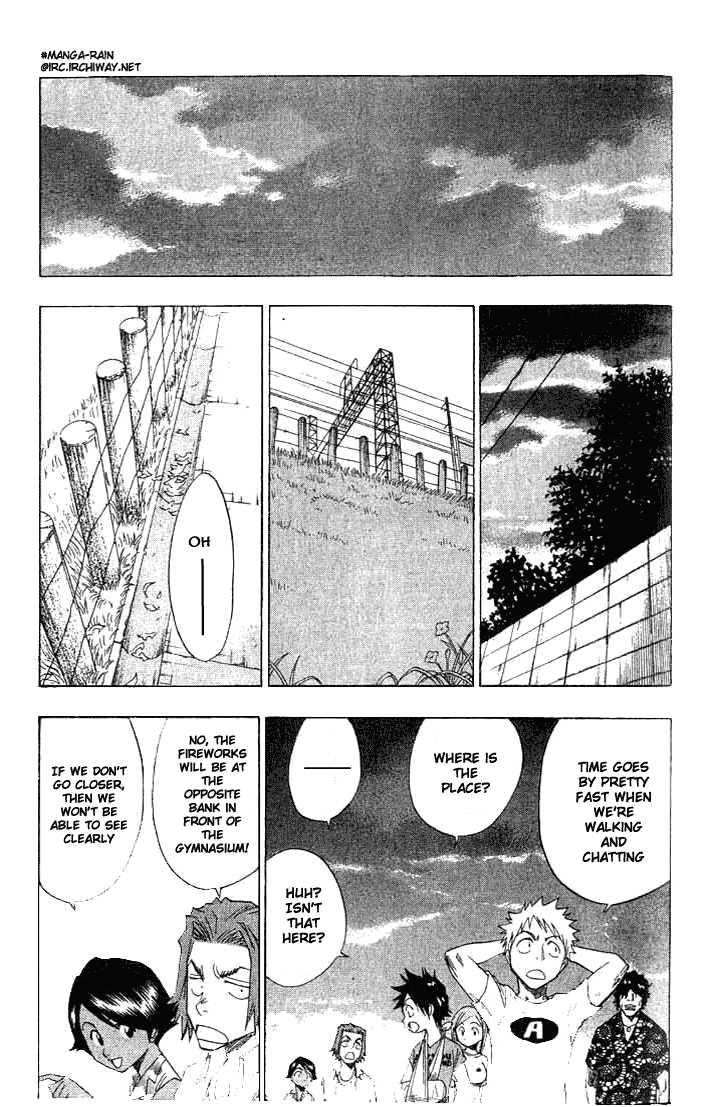 #MANGA-RAIN
@IRC.IRCHIWAY.NET
OH
TIME GOES
BY PRETTY
FAST WHEN
WE'RE
WALKING
AND
CHATTING
WHERE IS
THE
PLACE?
HUH?
ISN'T
THAT
HERE?
A
NO, THE
FIREWORKS
WILL BE AT
THE
OPPOSITE
BANK IN
FRONT OF
THE
GYMNASIUM!
IF WE DON'T
GO CLOSER,
THEN WE
WON'T BE
ABLE TO SEE
CLEARLY